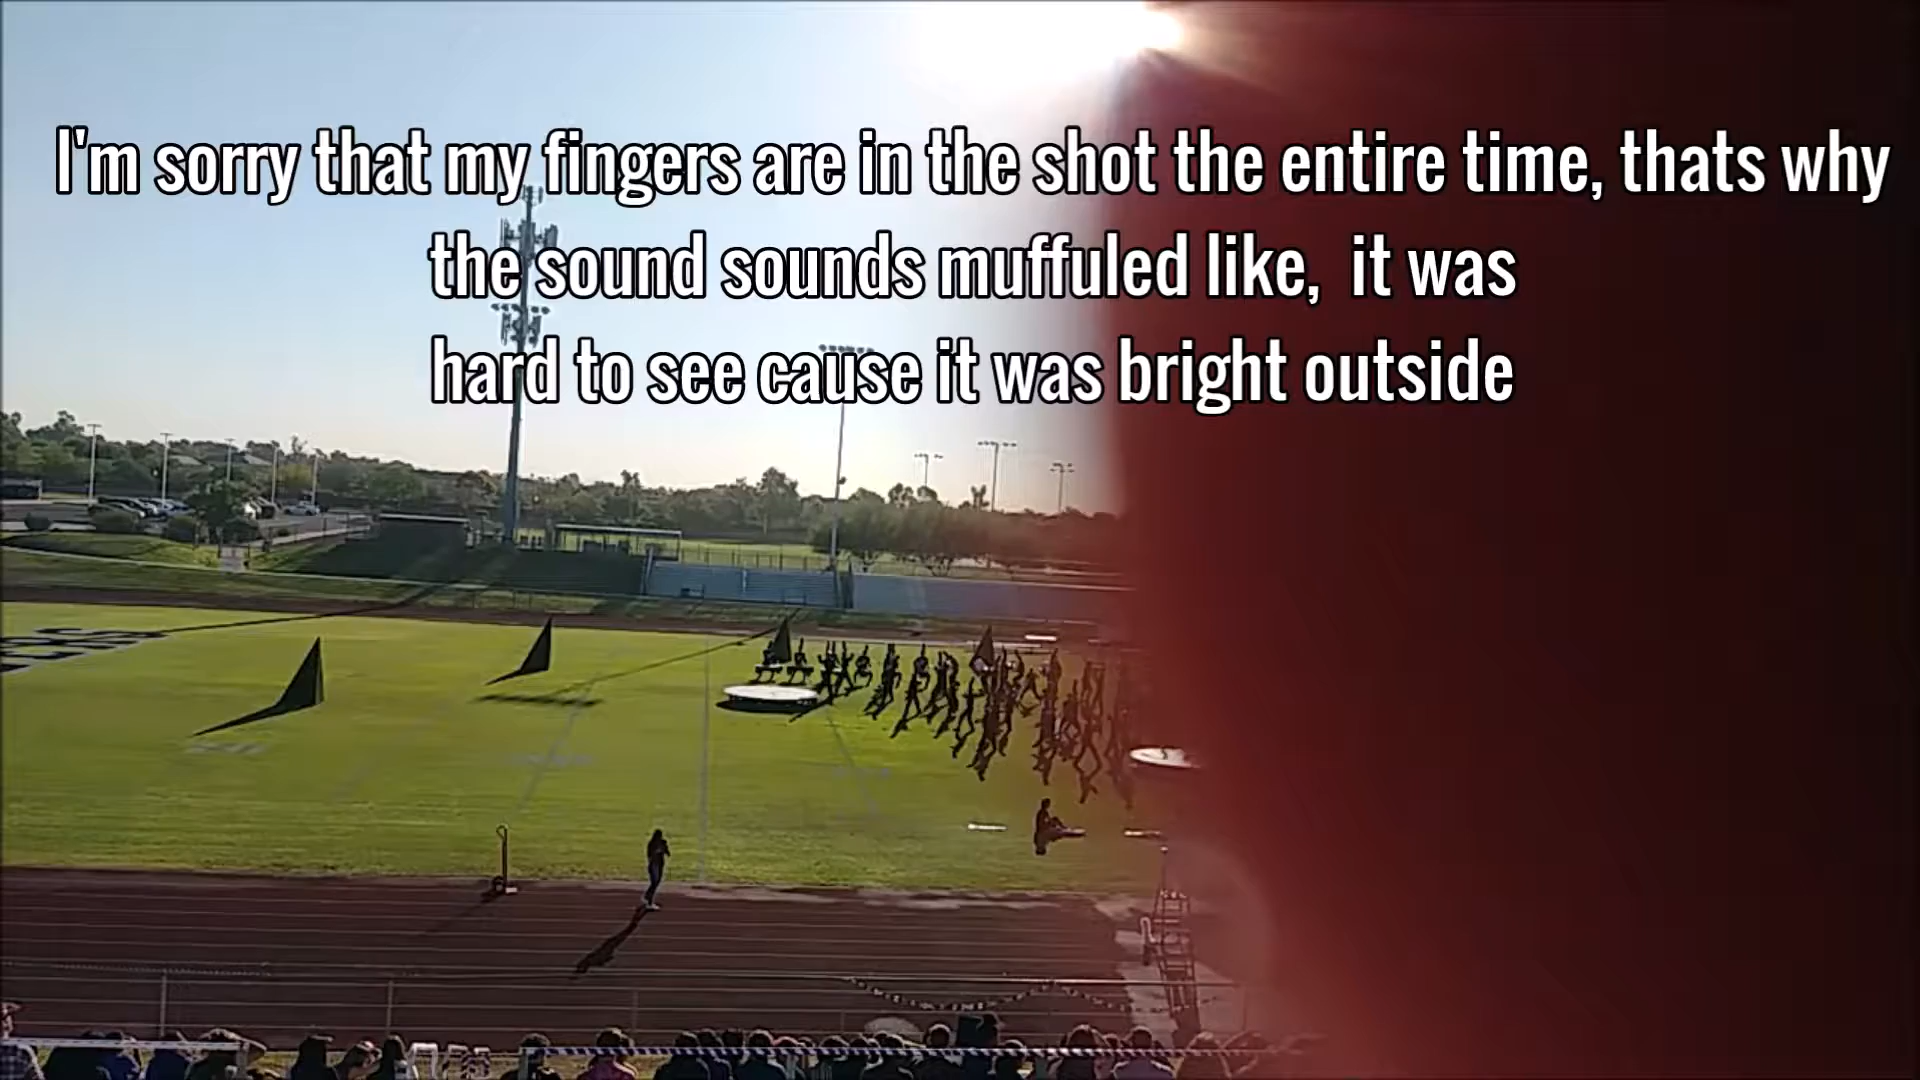 I'm sorry that my fingers are in the shot the entire time, thats why
the sound sounds muffuled like,  it was
hard to see cause it was bright outside